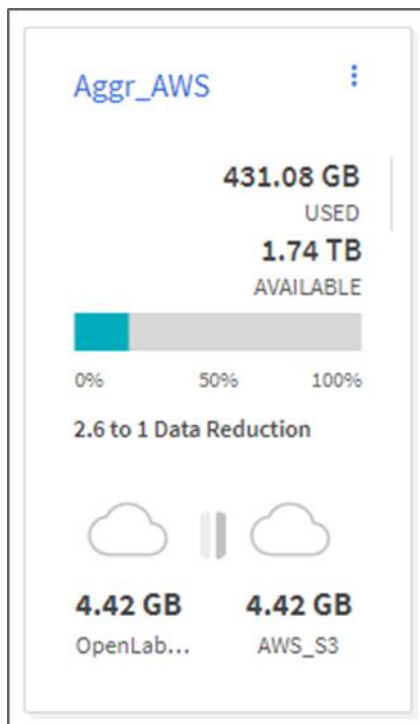 Aggr_AWS
431.08 GB
USED
1.74 TB
AVAILABLE
0% 50% 100%
2.6 to 1 Data Reduction
4.42 GB 4.42 GB
OpenLab... AWS_S3